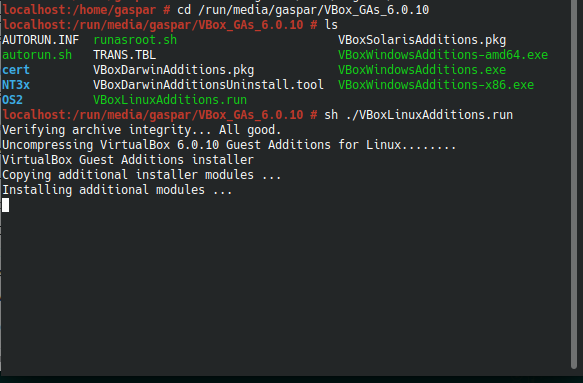 localhost:/home/gaspar # cd /run/media/gaspar/VBox_GAs_6.0.10
localhost:/run/media/gaspar/VBox_GAs_6.0.10 # ls
AUTORUN.INF  runasroot.sh                      VBoxSolarisAdditions.pkg
autorun.sh   TRANS.TBL                         VBoxWindowsAdditions-amd64.exe
cert         VBoxDarwinAdditions.pkg           VBoxWindowsAdditions.exe
NT3x         VBoxDarwinAdditionsUninstall.tool  VBoxWindowsAdditions-x86.exe
OS2          VBoxLinuxAdditions.run
localhost:/run/media/gaspar/VBox_GAs_6.0.10 # sh ./VBoxLinuxAdditions.run
Verifying archive integrity... All good.
Uncompressing VirtualBox 6.0.10 Guest Additions for Linux........
VirtualBox Guest Additions installer
Copying additional installer modules ...
Installing additional modules ...